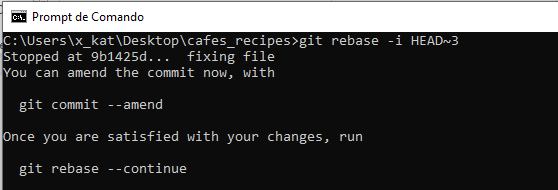 Prompt de Comando
C:\Users\x_kat\Desktop\cafes_recipes>git rebase -i HEAD~3
Stopped at 9b1425d...  fixing file
You can amend the commit now, with
  git commit --amend
Once you are satisfied with your changes, run
  git rebase --continue